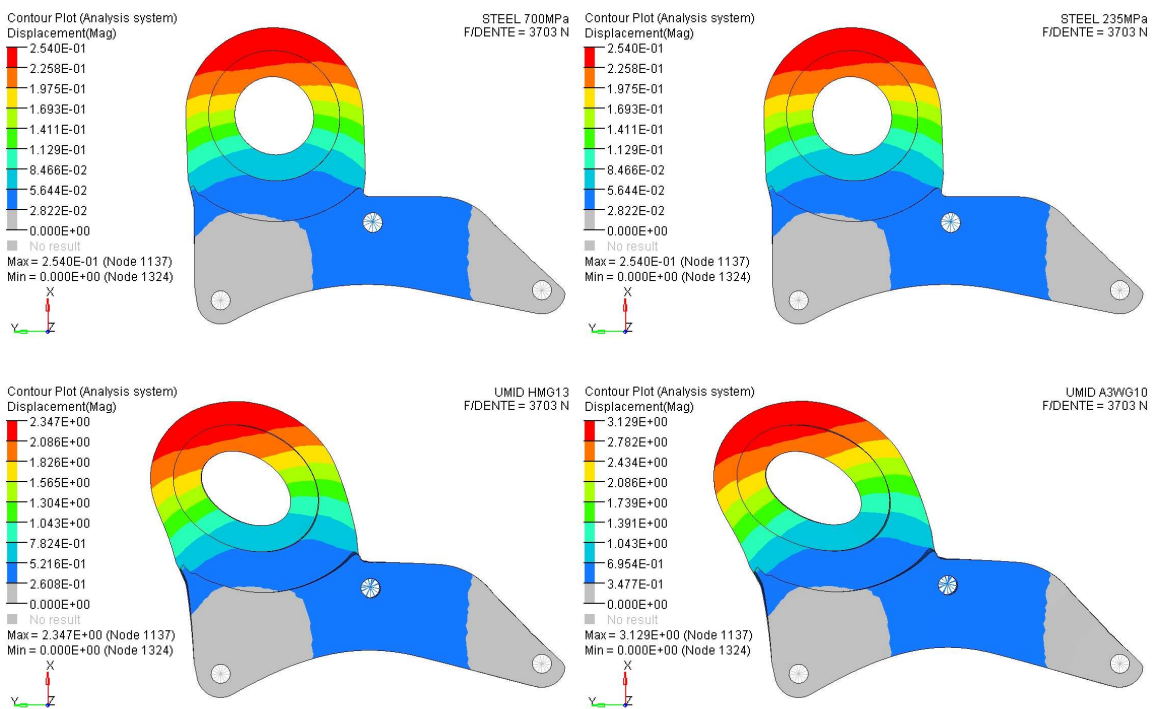 Contour Plot (Analysis system)
Displacement(Mag)
2.540E-01
2.258E-01
1.975E-01
1.693E-01
1.411E-01
1.129E-01
8.466E-02
5.644E-02
2.822E-02
0.000E+00
No result
Max = 2.540E-01 (Node 1137)
Min = 0.000E+00 (Node 1324)
X
Y
Z
STEEL 700MPa
F/DENTE = 3703 N
Contour Plot (Analysis system)
Displacement(Mag)
2.540E-01
2.258E-01
1.975E-01
1.693E-01
1.411E-01
1.129E-01
8.466E-02
5.644E-02
2.822E-02
0.000E+00
No result
Max = 2.540E-01 (Node 1137)
Min = 0.000E+00 (Node 1324)
X
Y
Z
STEEL 235MPa
F/DENTE = 3703 N
Contour Plot (Analysis system)
Displacement(Mag)
2.347E+00
2.086E+00
1.826E+00
1.565E+00
1.304E+00
1.043E+00
7.824E-01
5.216E-01
2.608E-01
0.000E+00
No result
Max = 2.347E+00 (Node 1137)
Min = 0.000E+00 (Node 1324)
X
Y
Z
UMID HMG13
F/DENTE = 3703 N
Contour Plot (Analysis system)
Displacement(Mag)
3.129E+00
2.782E+00
2.434E+00
2.086E+00
1.739E+00
1.391E+00
1.043E+00
6.954E-01
3.477E-01
0.000E+00
No result
Max = 3.129E+00 (Node 1137)
Min = 0.000E+00 (Node 1324)
X
Y
Z
UMID A3WG10
F/DENTE = 3703 N